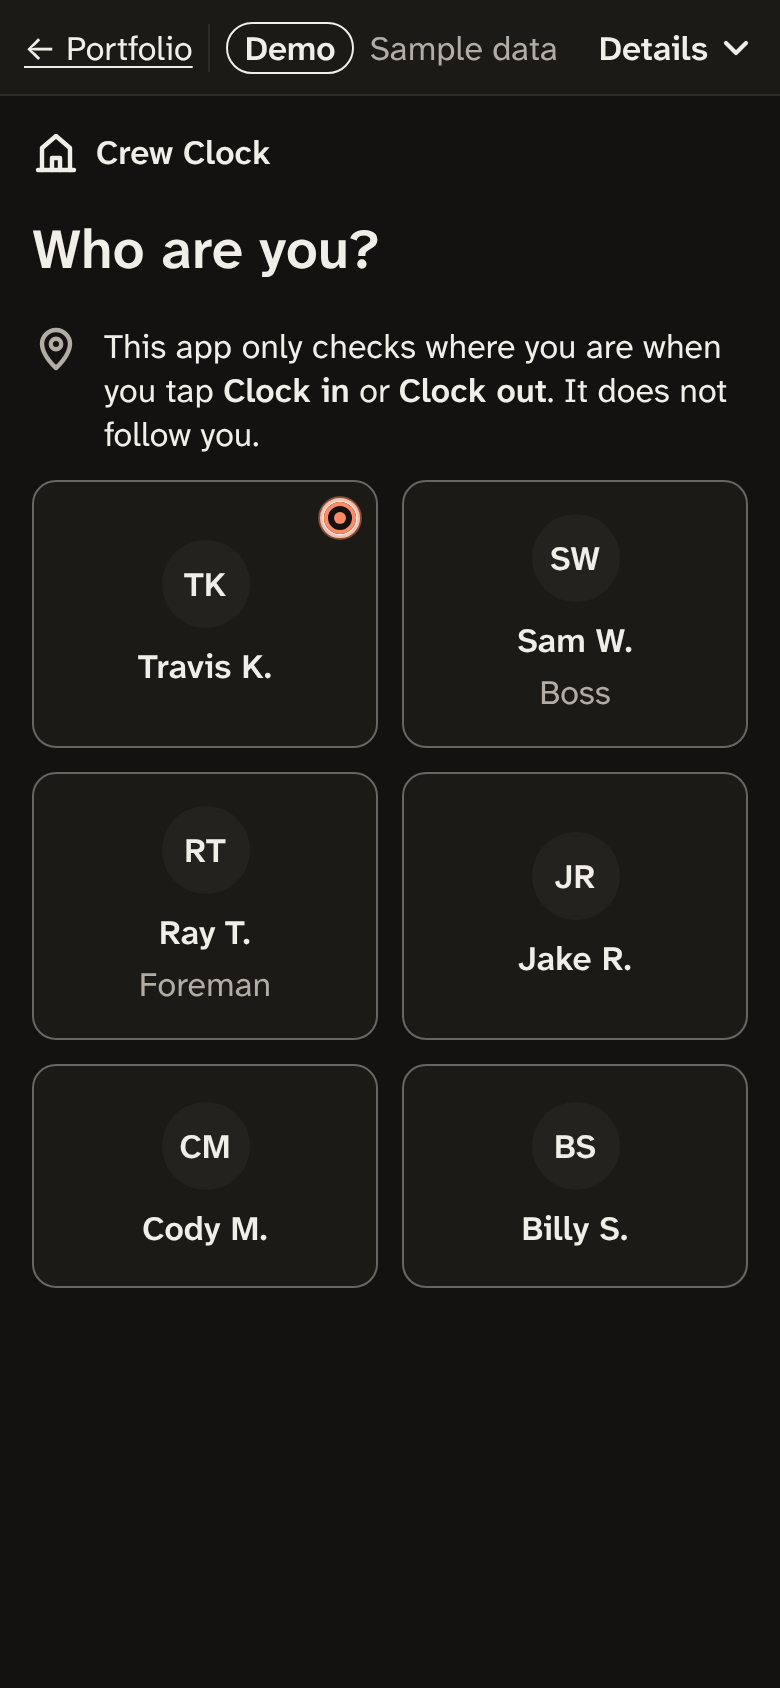 ← Portfolio
Demo
Sample data
Details
Crew Clock
Who are you?
This app only checks where you are when
you tap Clock in or Clock out. It does not
follow you.
TK
Travis K.
SW
Sam W.
Boss
RT
Ray T.
Foreman
JR
Jake R.
CM
Cody M.
BS
Billy S.